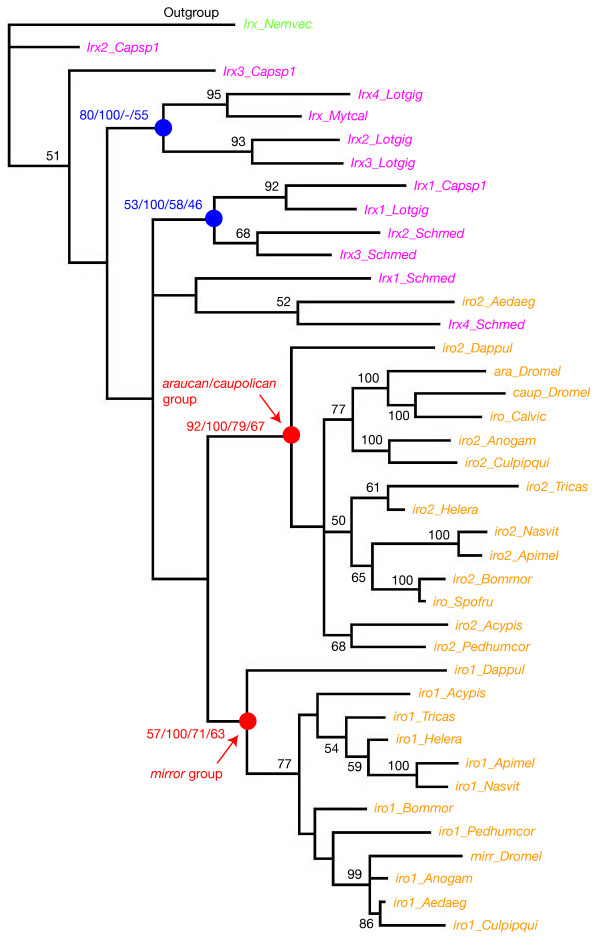 Outgroup
Irx_Nemvec
Irx2_Capsp1
Irx3_Capsp1
95
Irx4_Lotgig
80/100/-/55
Irx_Mytcal
93
Irx2_Lotgig
51
Irx3_Lotgig
92
Irx1_Capsp1
53/100/58/46
Irx1_Lotgig
68
Irx2_Schmed
Irx3_Schmed
Irx1_Schmed
52
iro2_Aedaeg
Irx4_Schmed
iro2_Dappul
araucan/caupolican
group
100
ara_Dromel
caup_Dromel
77
100
iro_Calvic
92/100/79/67
100
iro2_Anogam
iro2_Culpipqui
61
iro2_Tricas
iro2_Helera
50
100
iro2_Nasvit
iro2_Apimel
65
100
iro2_Bommor
iro_Spofru
iro2_Acypis
68
iro2_Pedhumcor
iro1_Dappul
iro1_Acypis
57/100/71/63
iro1_Tricas
54
iro1_Helera
mirror group
77
59
100
iro1_Apimel
iro1_Nasvit
iro1_Bommor
iro1_Pedhumcor
mirr_Dromel
99
iro1_Anogam
iro1_Aedaeg
86
iro1_Culpipqui